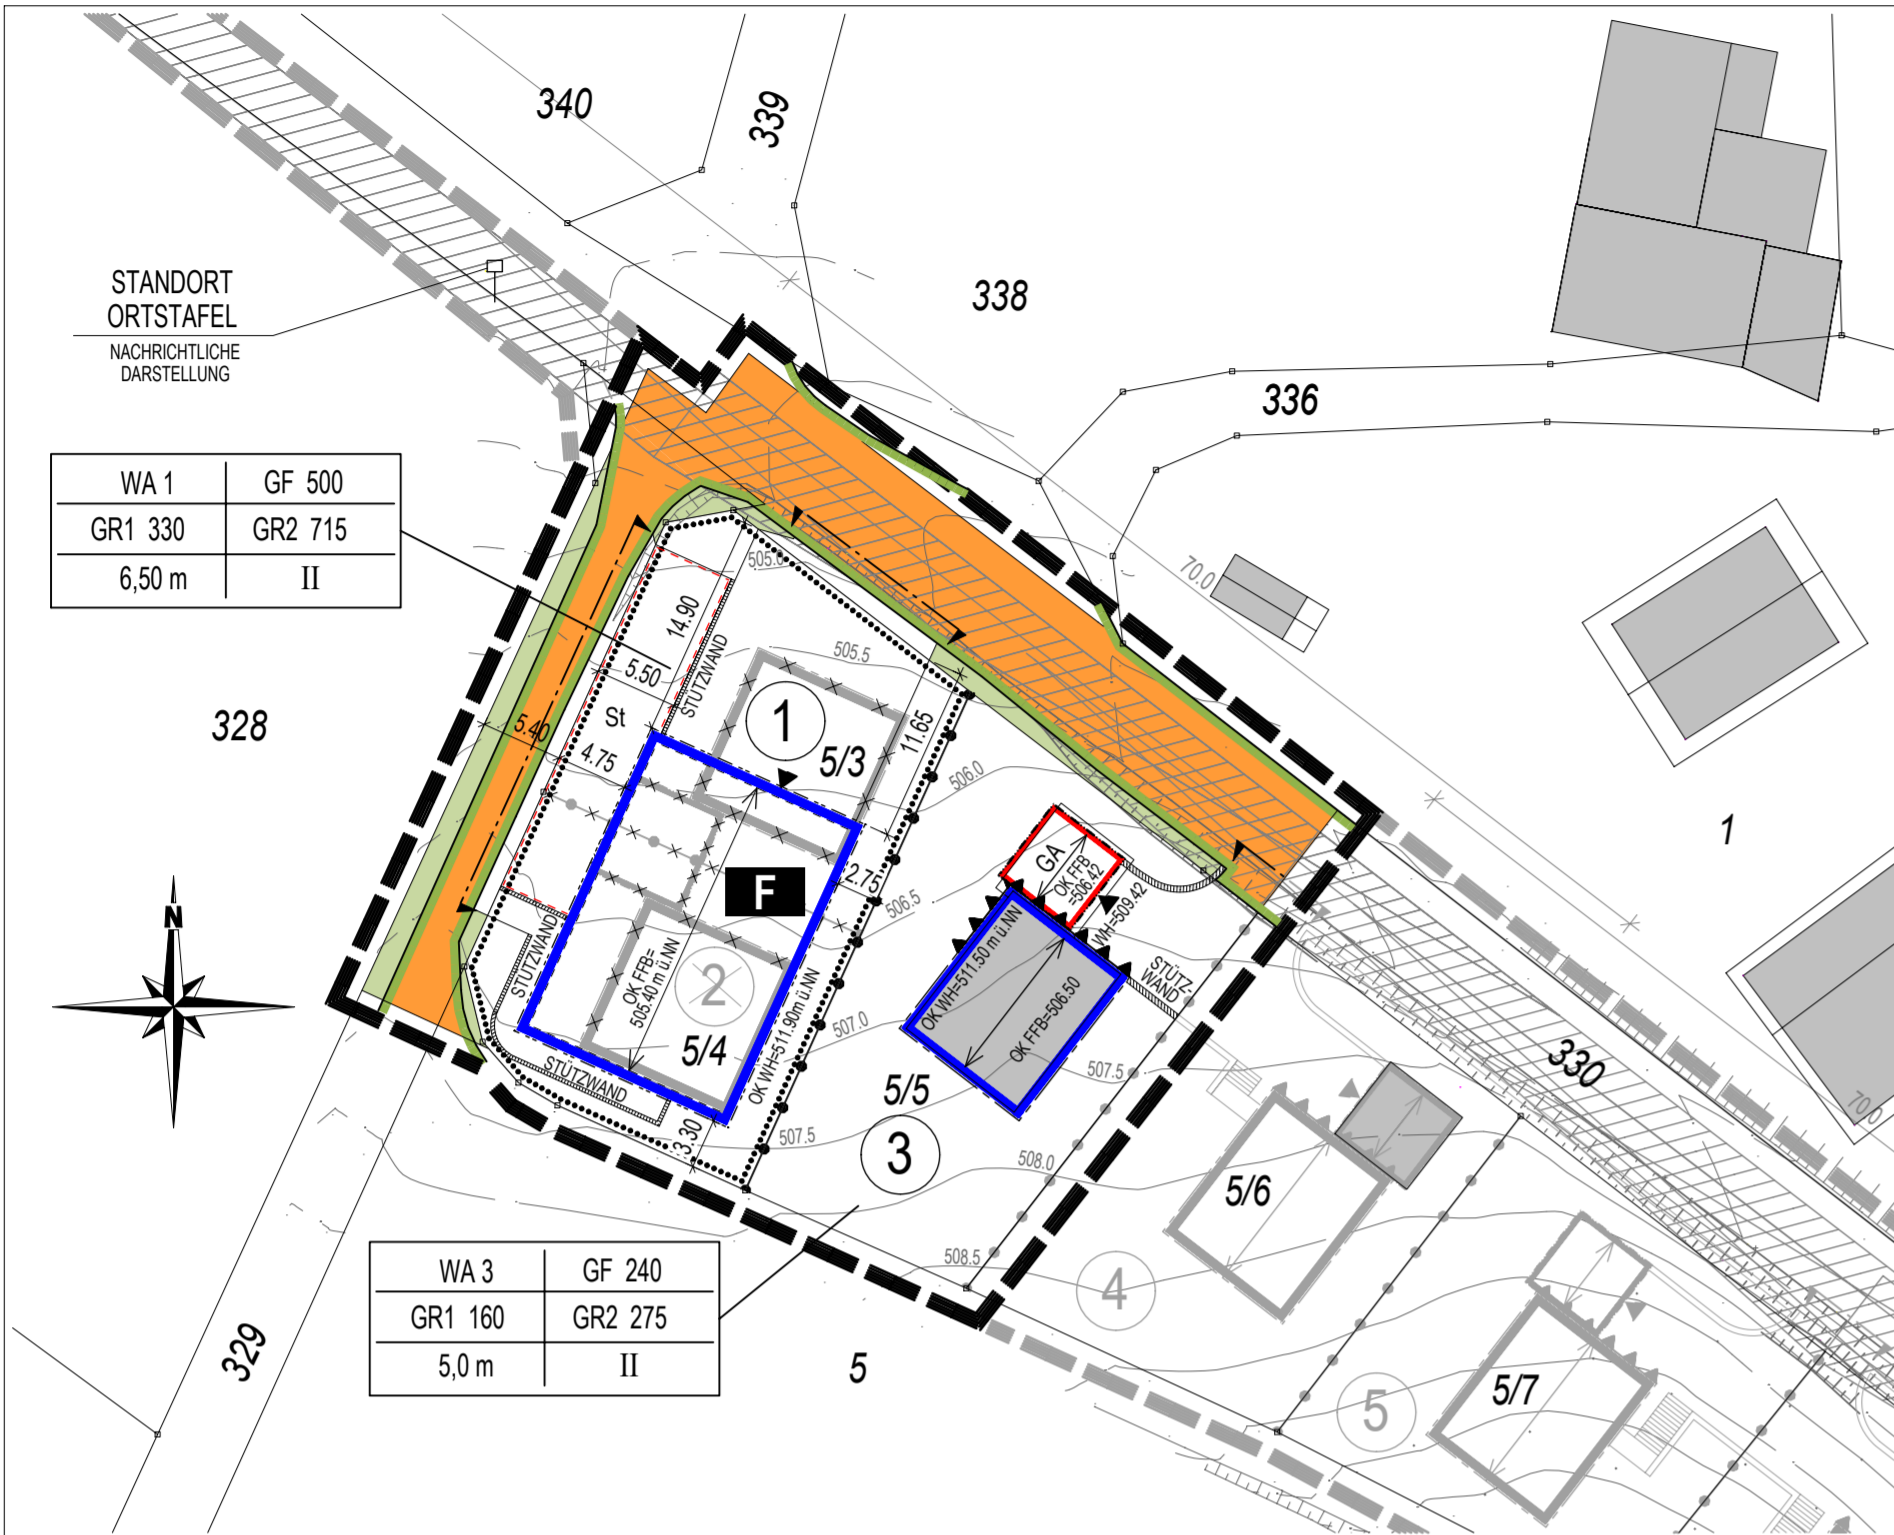 340
339
338
336
STANDORT
ORTSTAFEL
NACHRICHTLICHE
DARSTELLUNG
WA 1
GF 500
GR1 330
GR2 715
6,50 m
II
328
N
505.0
14.90
STÜTZWAND
5.50
St
5.40
4.75
505.5
1
5/3
11.65
506.0
2.75
506.5
F
OK FFB=
505.40 m ü.NN
2
5/4
OK WH=511.90m ü.NN
STÜTZWAND
STÜTZWAND
3.30
507.0
507.5
GA
OK FFB
=506.42
WH=509.42
OK WH=511.50 m ü.NN
OK FFB=506.50
STÜTZ-
WAND
5/5
3
507.5
508.0
508.5
70.0
1
330
70.0
5/6
4
5/7
5
WA 3
GF 240
GR1 160
GR2 275
5,0 m
II
329
5